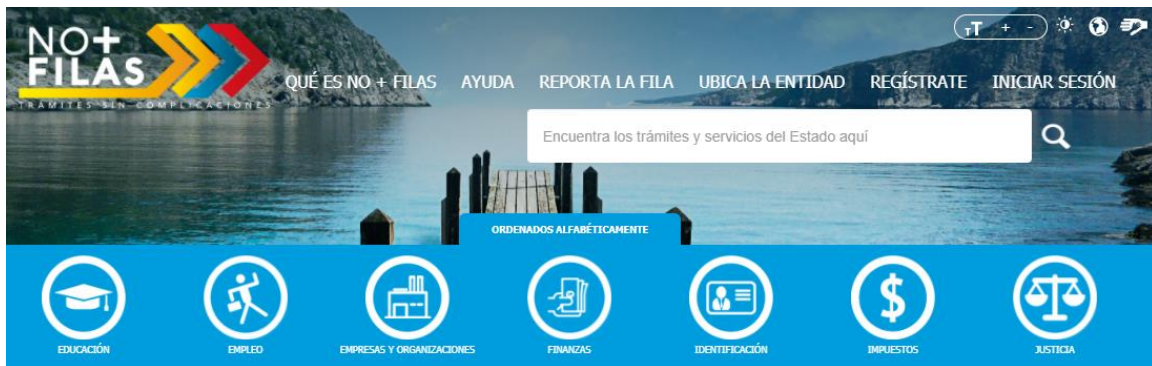 NO+
FILAS
TRÁMITES SIN COMPLICACIONES
TT + -
QUÉ ES NO + FILAS AYUDA REPORTA LA FILA UBICA LA ENTIDAD REGÍSTRATE INICIAR SESIÓN
Encuentra los trámites y servicios del Estado aquí
ORDENADOS ALFABÉTICAMENTE
$
EDUCACIÓN EMPLEO EMPRESAS Y ORGANIZACIONES FINANZAS IDENTIFICACIÓN IMPUESTOS JUSTICIA